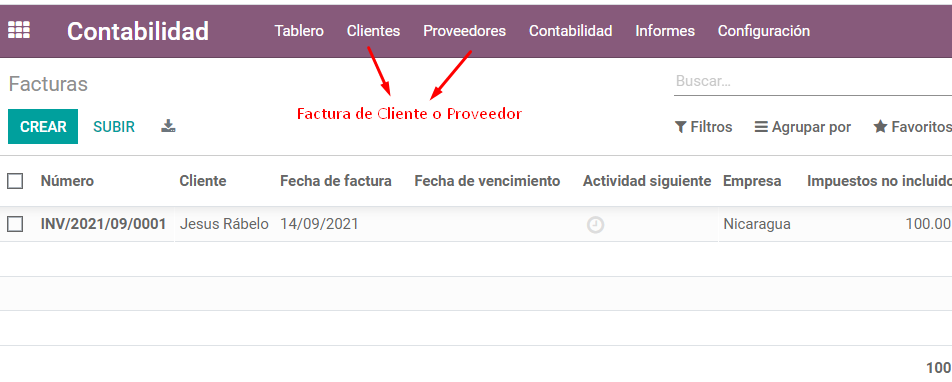 Contabilidad Tablero Clientes Proveedores Contabilidad Informes Configuración
Facturas Buscar...
Factura de Cliente o Proveedor
CREAR SUBIR Filtros Agrupar por Favoritos
Número Cliente Fecha de factura Fecha de vencimiento Actividad siguiente Empresa Impuestos no incluido
INV/2021/09/0001 Jesus Rábelo 14/09/2021 Nicaragua 100.00
100